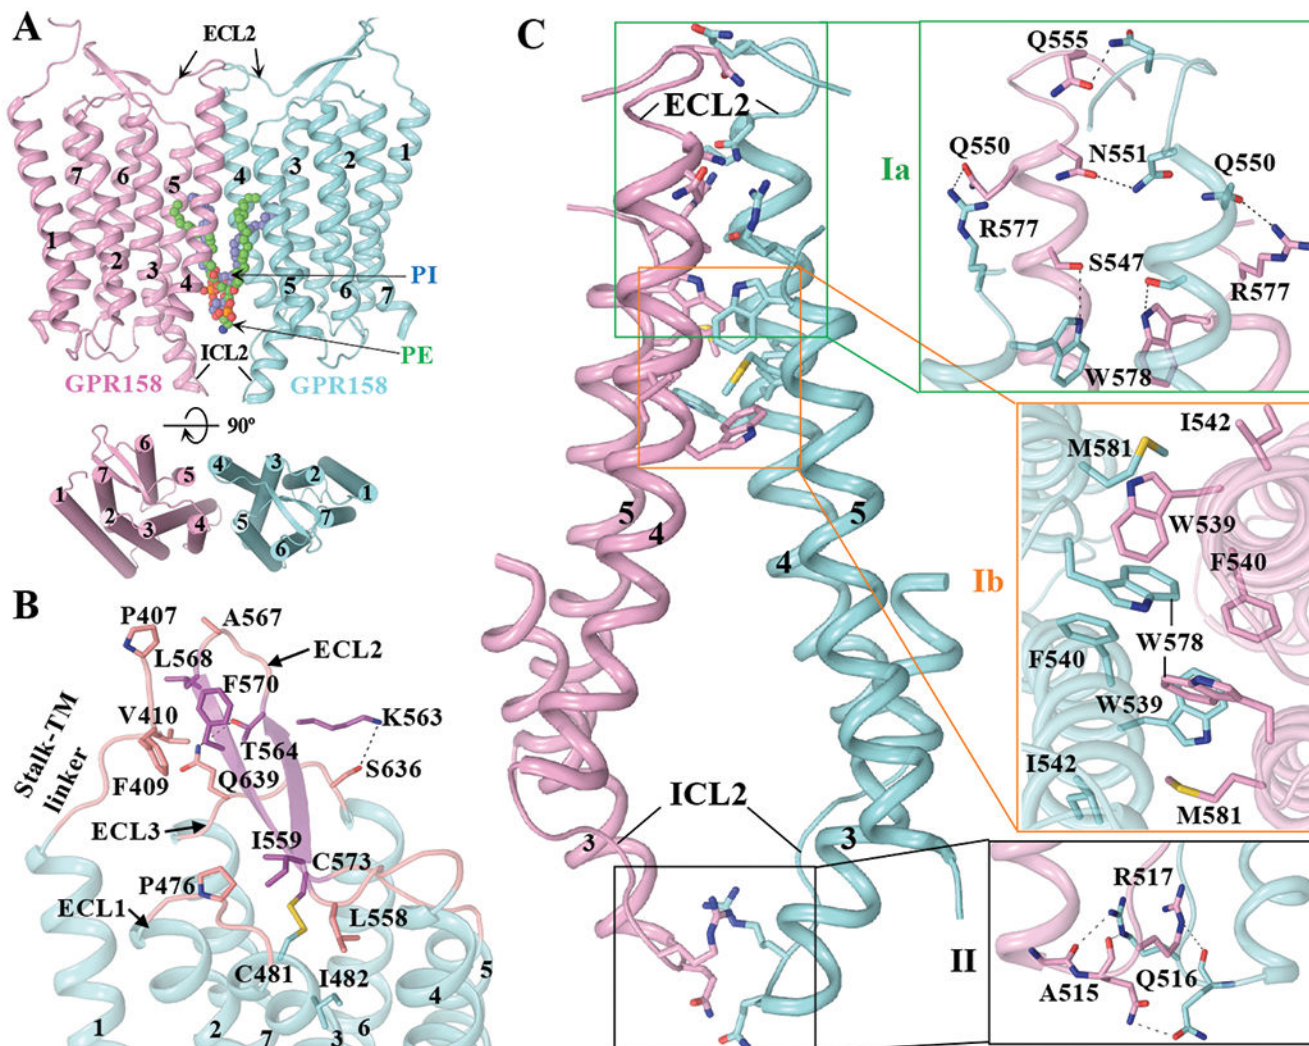 A
ECL2
7
6
5
4
3
2
1
1
2
3
4
5
6
7
PI
PE
ICL2
GPR158
GPR158
90º
6
7
5
1
2
3
4
4
3
2
1
5
7
6
B
P407
A567
ECL2
L568
F570
K563
V410
T564
Stalk-TM
linker
F409
Q639
S636
ECL3
I559
C573
P476
ECL1
L558
C481
I482
5
4
1
2
7
3
6
C
ECL2
5
4
5
4
ICL2
3
3
Ia
Q555
Q550
N551
Q550
R577
S547
R577
W578
Ib
I542
M581
W539
F540
F540
W578
W539
I542
M581
II
R517
A515
Q516